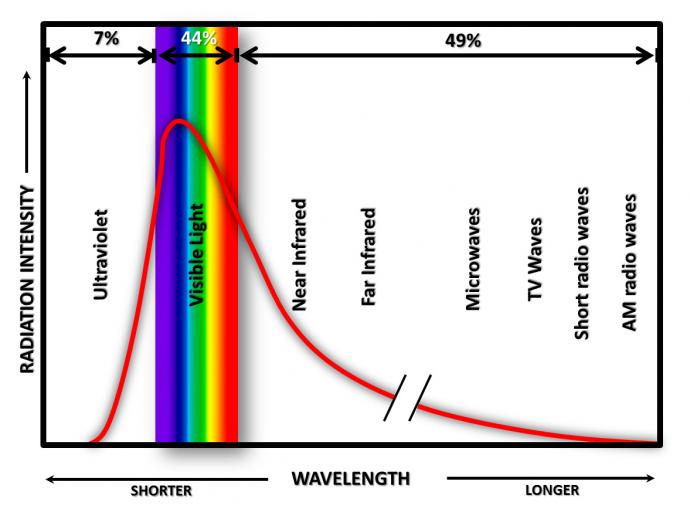 7%
44%
49%
RADIATION INTENSITY
Ultraviolet
Visible Light
Near Infrared
Far Infrared
Microwaves
TV Waves
Short radio waves
AM radio waves
WAVELENGTH
SHORTER
LONGER